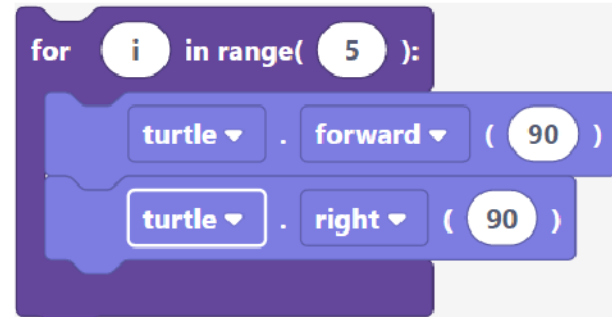 for i in range( 5 ):
turtle . forward ( 90 )
turtle . right ( 90 )